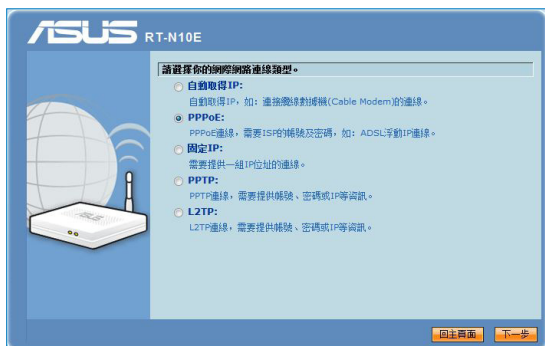 ASUS RT-N10E
請選擇你的網際網路連線類型。
自動取得IP:
自動取得IP，如: 連接纜線數據機(Cable Modem)的連線。
PPPoE:
PPPoE連線，需要ISP的帳號及密碼，如: ADSL浮動IP連線。
固定IP:
需要提供一組IP位址的連線。
PPTP:
PPTP連線，需要提供帳號、密碼或IP等資訊。
L2TP:
L2TP連線，需要提供帳號、密碼或IP等資訊。
ASUS
回主頁面 下一步